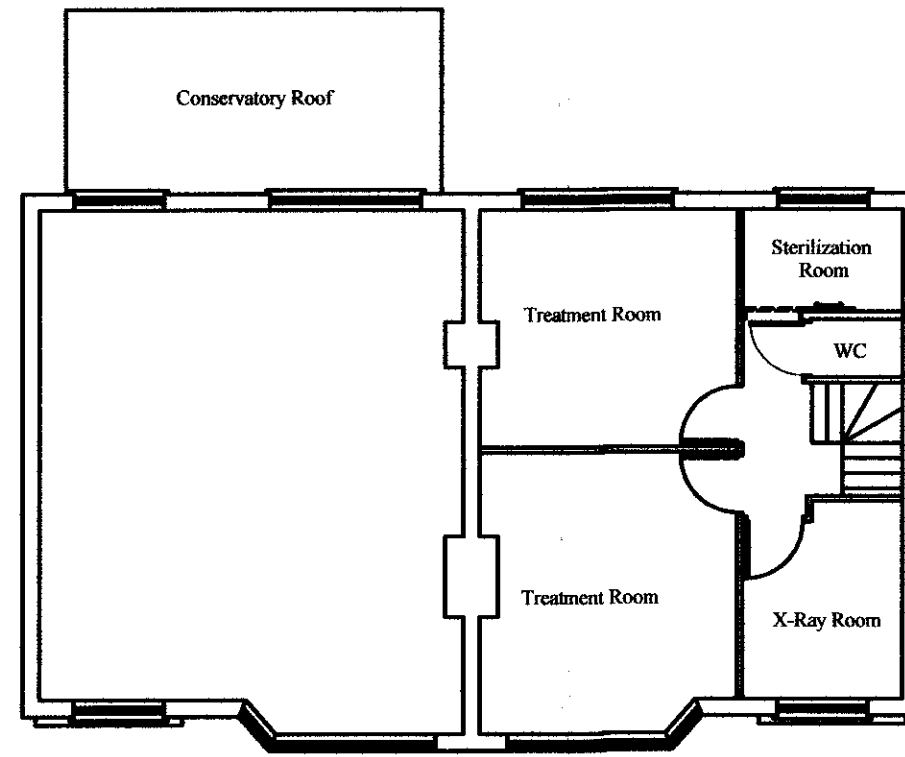 Conservatory Roof
Sterilization
Room
Treatment Room
WC
Treatment Room
X-Ray Room